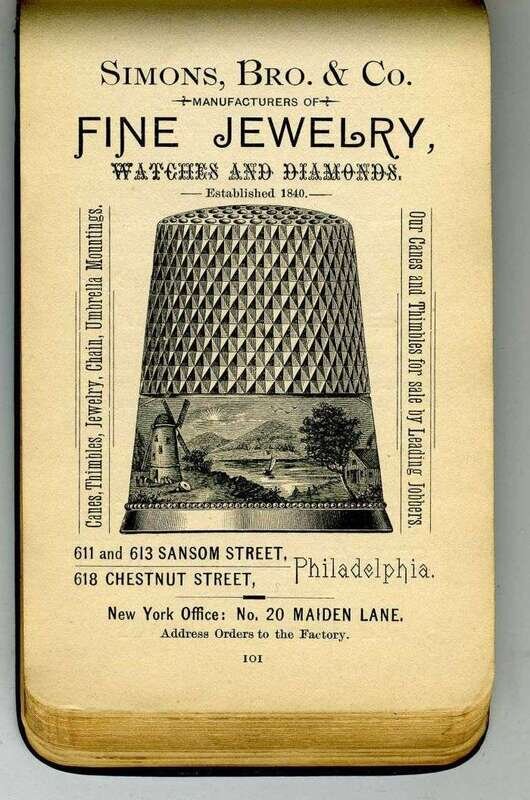 SIMONS, BRO. & CO.
MANUFACTURERS OF
FINE JEWELRY,
WATCHES AND DIAMONDS.
Established 1840.
Canes, Thimbles, Jewelry, Chain, Umbrella Mountings.
Our Canes and Thimbles for sale by Leading Jobbers.
611 and 613 SANSOM STREET,
618 CHESTNUT STREET,
Philadelphia.
New York Office: No. 20 MAIDEN LANE.
Address Orders to the Factory.
101